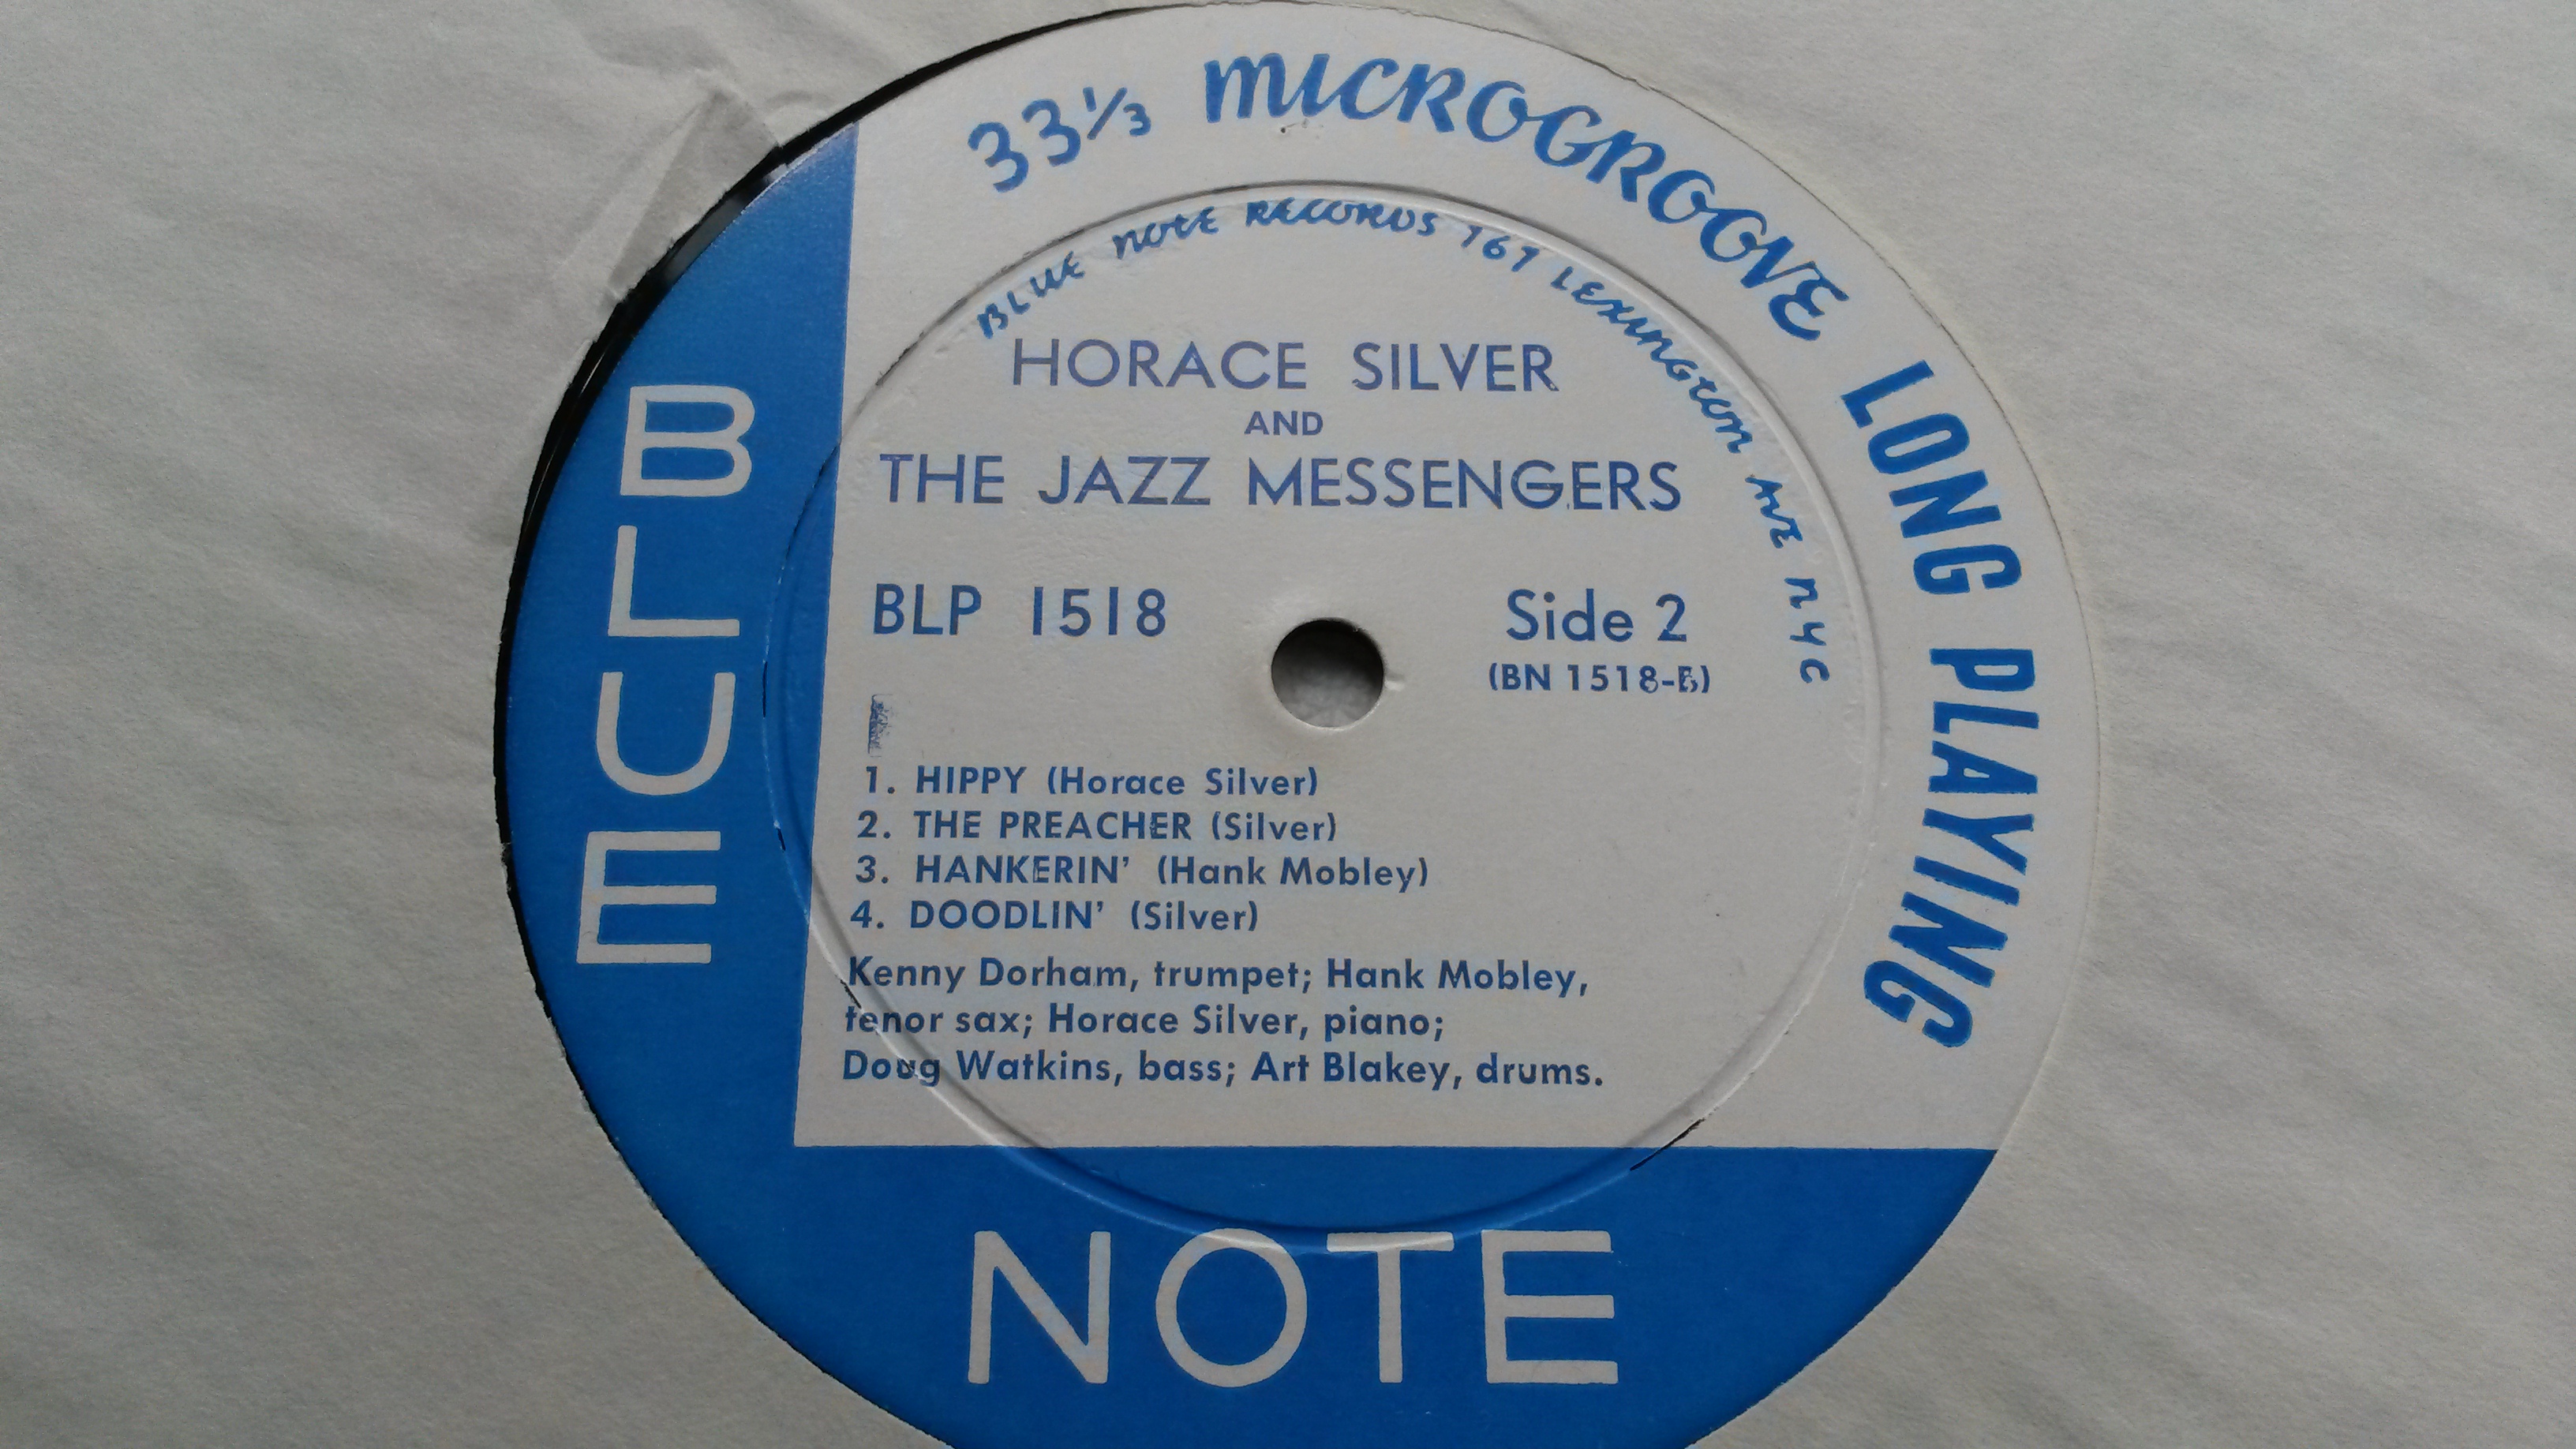 33⅓ MICROGROOVE LONG PLAYING
BLUE NOTE RECORDS 767 LEXINGTON AVE NYC
HORACE SILVER
AND
THE JAZZ MESSENGERS
BLP 1518 Side 2
(BN 1518-B)
1. HIPPY (Horace Silver)
2. THE PREACHER (Silver)
3. HANKERIN' (Hank Mobley)
4. DOODLIN' (Silver)
Kenny Dorham, trumpet; Hank Mobley,
tenor sax; Horace Silver, piano;
Doug Watkins, bass; Art Blakey, drums.
BLUE
NOTE